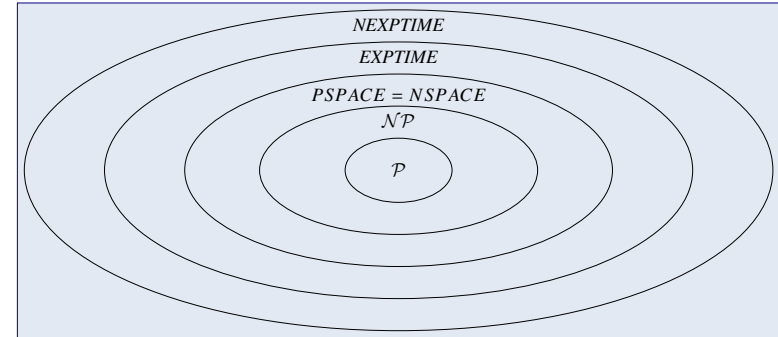 NEXPTIME
EXPTIME
PSPACE = NSPACE
𝒩𝒫
𝒫